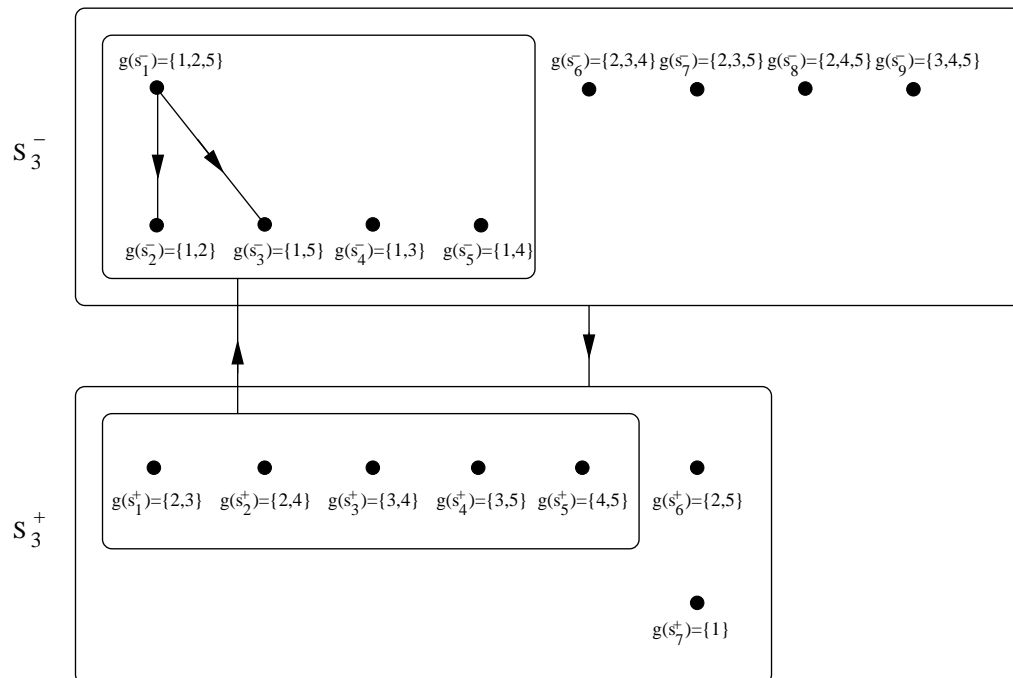 g(s₁⁻)={1,2,5}
g(s₆⁻)={2,3,4} g(s₇⁻)={2,3,5} g(s₈⁻)={2,4,5} g(s₉⁻)={3,4,5}
S₃⁻
g(s₂⁻)={1,2} g(s₃⁻)={1,5} g(s₄⁻)={1,3} g(s₅⁻)={1,4}
g(s₁⁺)={2,3} g(s₂⁺)={2,4} g(s₃⁺)={3,4} g(s₄⁺)={3,5} g(s₅⁺)={4,5} g(s₆⁺)={2,5}
S₃⁺
g(s₇⁺)={1}